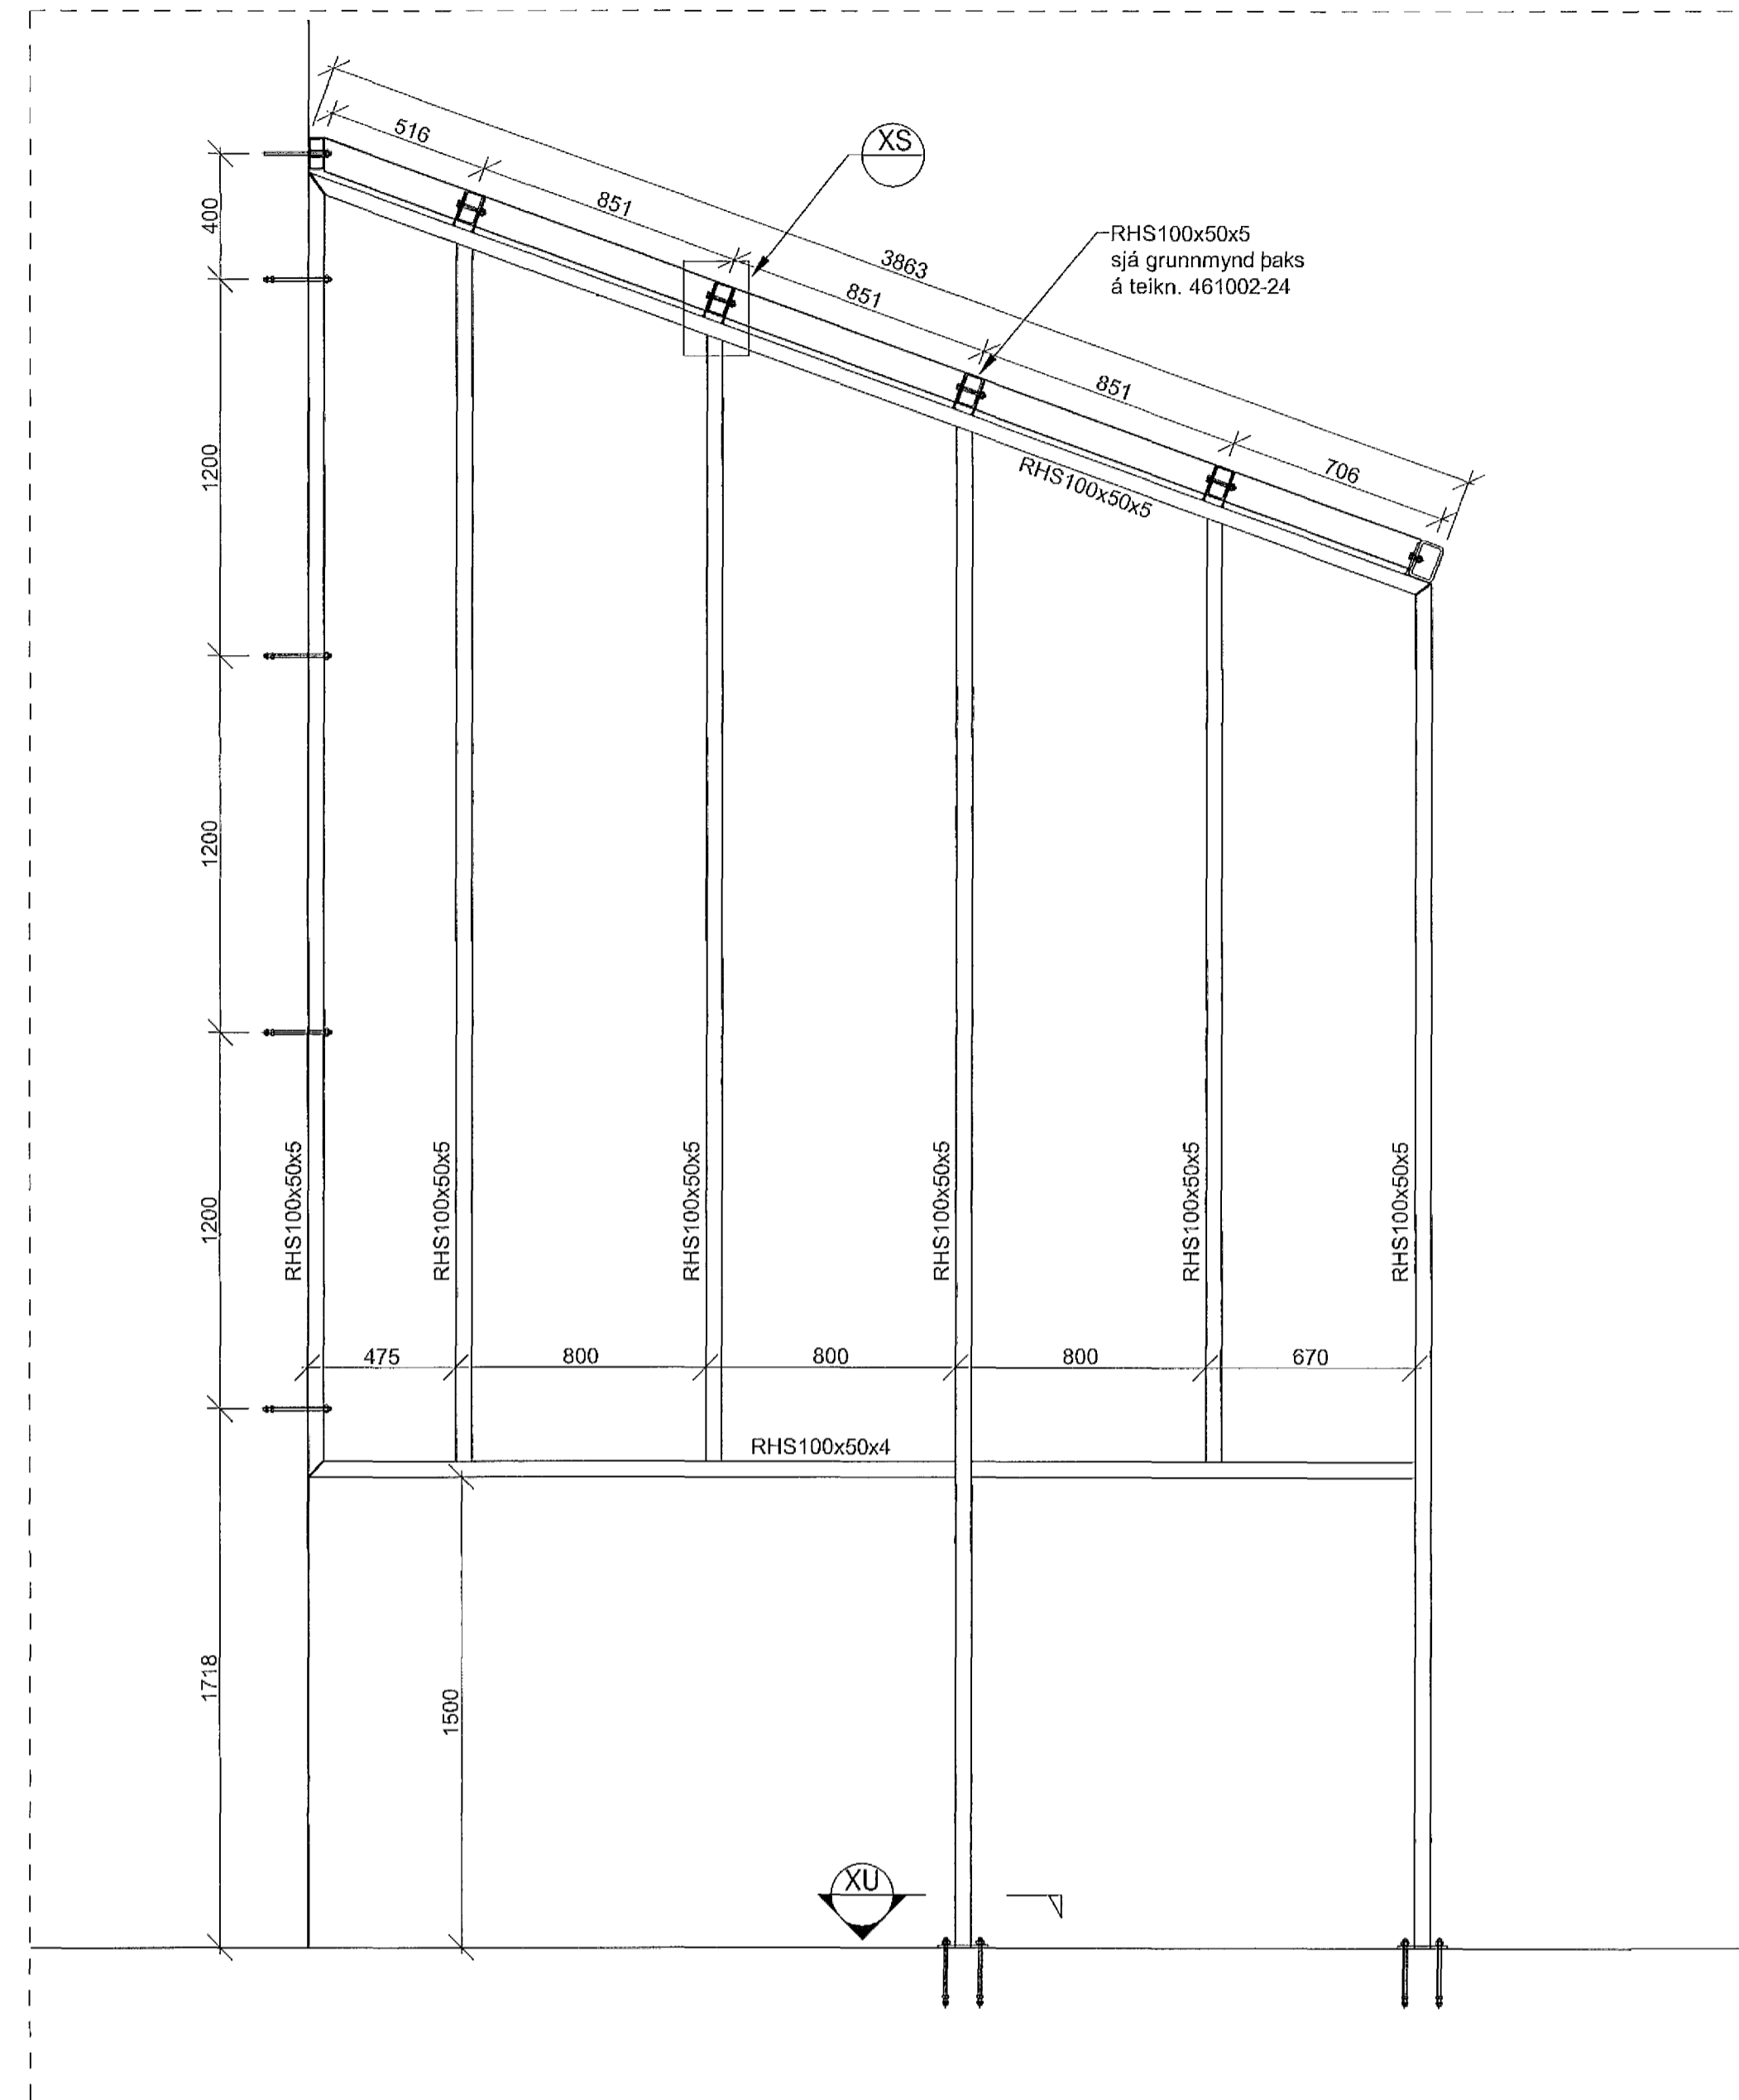 516
XS
851
3863
RHS100x50x5
sjá grunnmynd þaks
á teikn. 461002-24
400
851
851
706
RHS100x50x5
1200
1200
1200
RHS100x50x5
RHS100x50x5
RHS100x50x5
RHS100x50x5
RHS100x50x5
RHS100x50x5
475
800
800
800
670
RHS100x50x4
1718
1500
XU